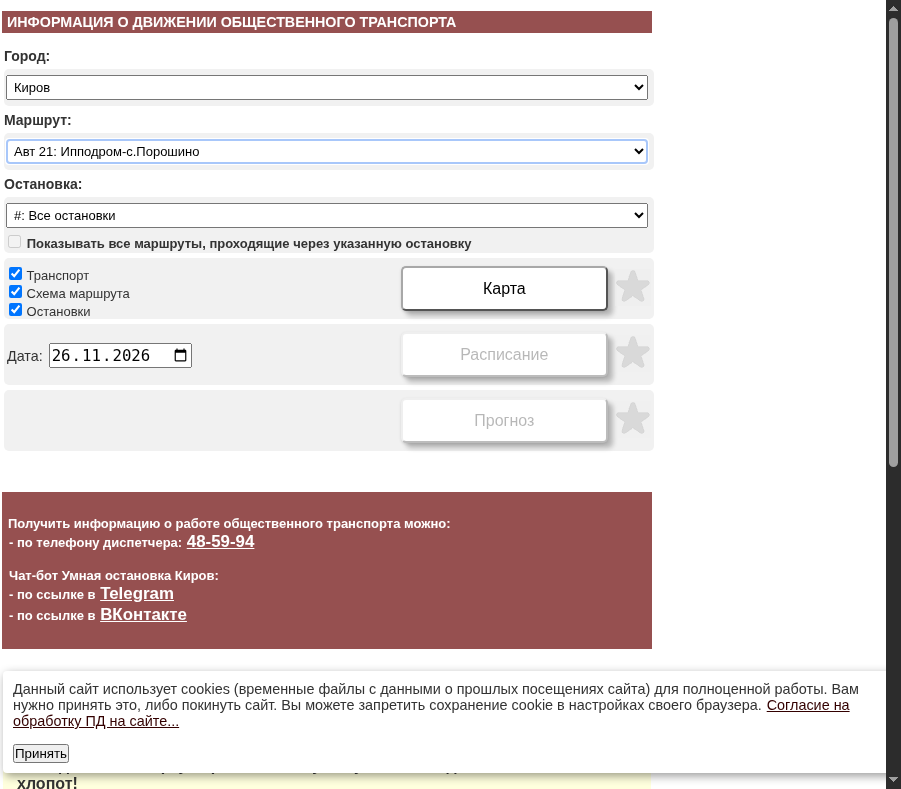 ИНФОРМАЦИЯ О ДВИЖЕНИИ ОБЩЕСТВЕННОГО ТРАНСПОРТА
Город:
Киров
Маршрут:
Авт 21: Ипподром-с.Порошино
Остановка:
#: Все остановки
Показывать все маршруты, проходящие через указанную остановку
Транспорт
Схема маршрута
Остановки
Карта
Дата: 26.11.2026
Расписание
Прогноз
Получить информацию о работе общественного транспорта можно:
- по телефону диспетчера: 48-59-94
Чат-бот Умная остановка Киров:
- по ссылке в Telegram
- по ссылке в ВКонтакте
Данный сайт использует cookies (временные файлы с данными о прошлых посещениях сайта) для полноценной работы. Вам
нужно принять это, либо покинуть сайт. Вы можете запретить сохранение cookie в настройках своего браузера. Согласие на
обработку ПД на сайте...
Принять
хлопот!